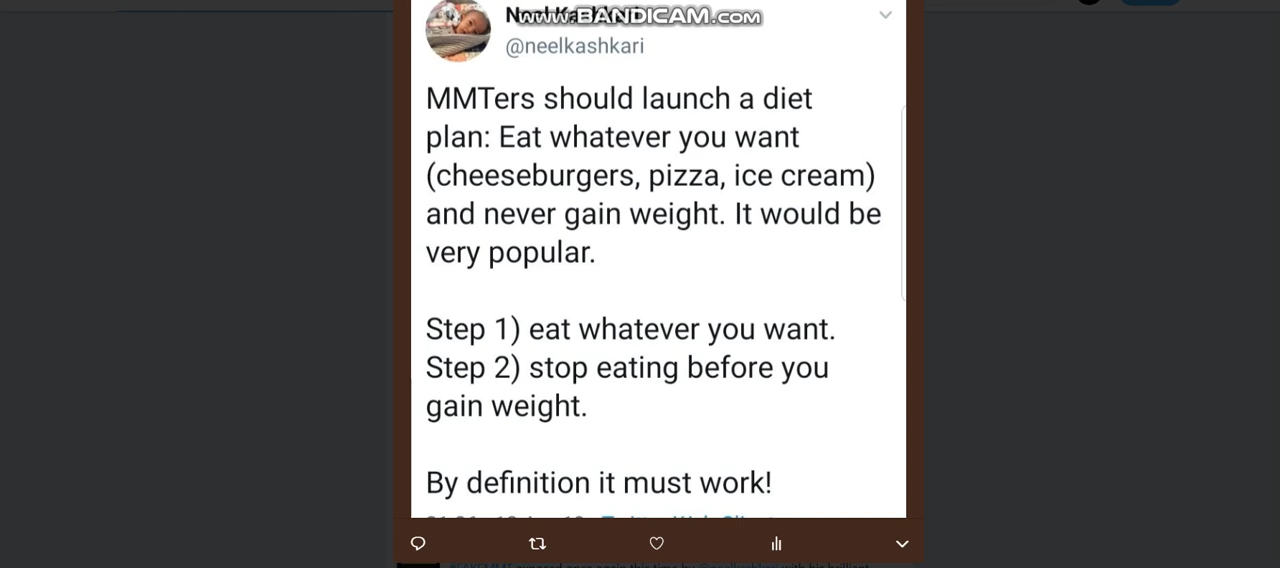 www.BANDICAM.com
@neelkashkari
MMTers should launch a diet
plan: Eat whatever you want
(cheeseburgers, pizza, ice cream)
and never gain weight. It would be
very popular.
Step 1) eat whatever you want.
Step 2) stop eating before you
gain weight.
By definition it must work!